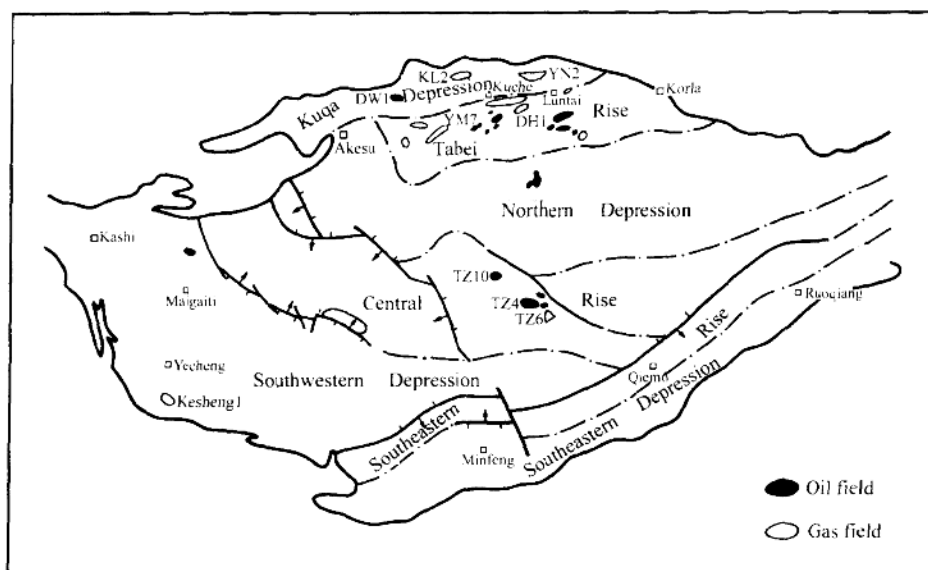 KL2
YN2
DW1
Depression
Kuche
Luntai
Korla
Kuqa
YM7
DH1
Rise
Akesu
Tabei
Northern Depression
Kashi
TZ10
Central
Rise
TZ4
TZ6
Ruoqiang
Maigaiti
Rise
Yecheng
Southwestern Depression
Qiemo
Kesheng1
Southeastern
Depression
Minfeng
Southeastern
Oil field
Gas field